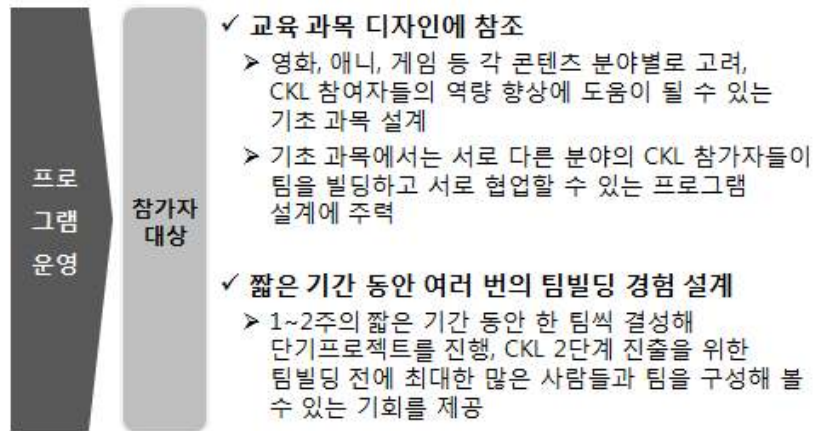 프로
그램
운영
참가자
대상
✓ 교육 과목 디자인에 참조
➢ 영화, 애니, 게임 등 각 콘텐츠 분야별로 고려,
CKL 참여자들의 역량 향상에 도움이 될 수 있는
기초 과목 설계
➢ 기초 과목에서는 서로 다른 분야의 CKL 참가자들이
팀을 빌딩하고 서로 협업할 수 있는 프로그램
설계에 주력
✓ 짧은 기간 동안 여러 번의 팀빌딩 경험 설계
➢ 1~2주의 짧은 기간 동안 한 팀씩 결성해
단기프로젝트를 진행, CKL 2단계 진출을 위한
팀빌딩 전에 최대한 많은 사람들과 팀을 구성해 볼
수 있는 기회를 제공